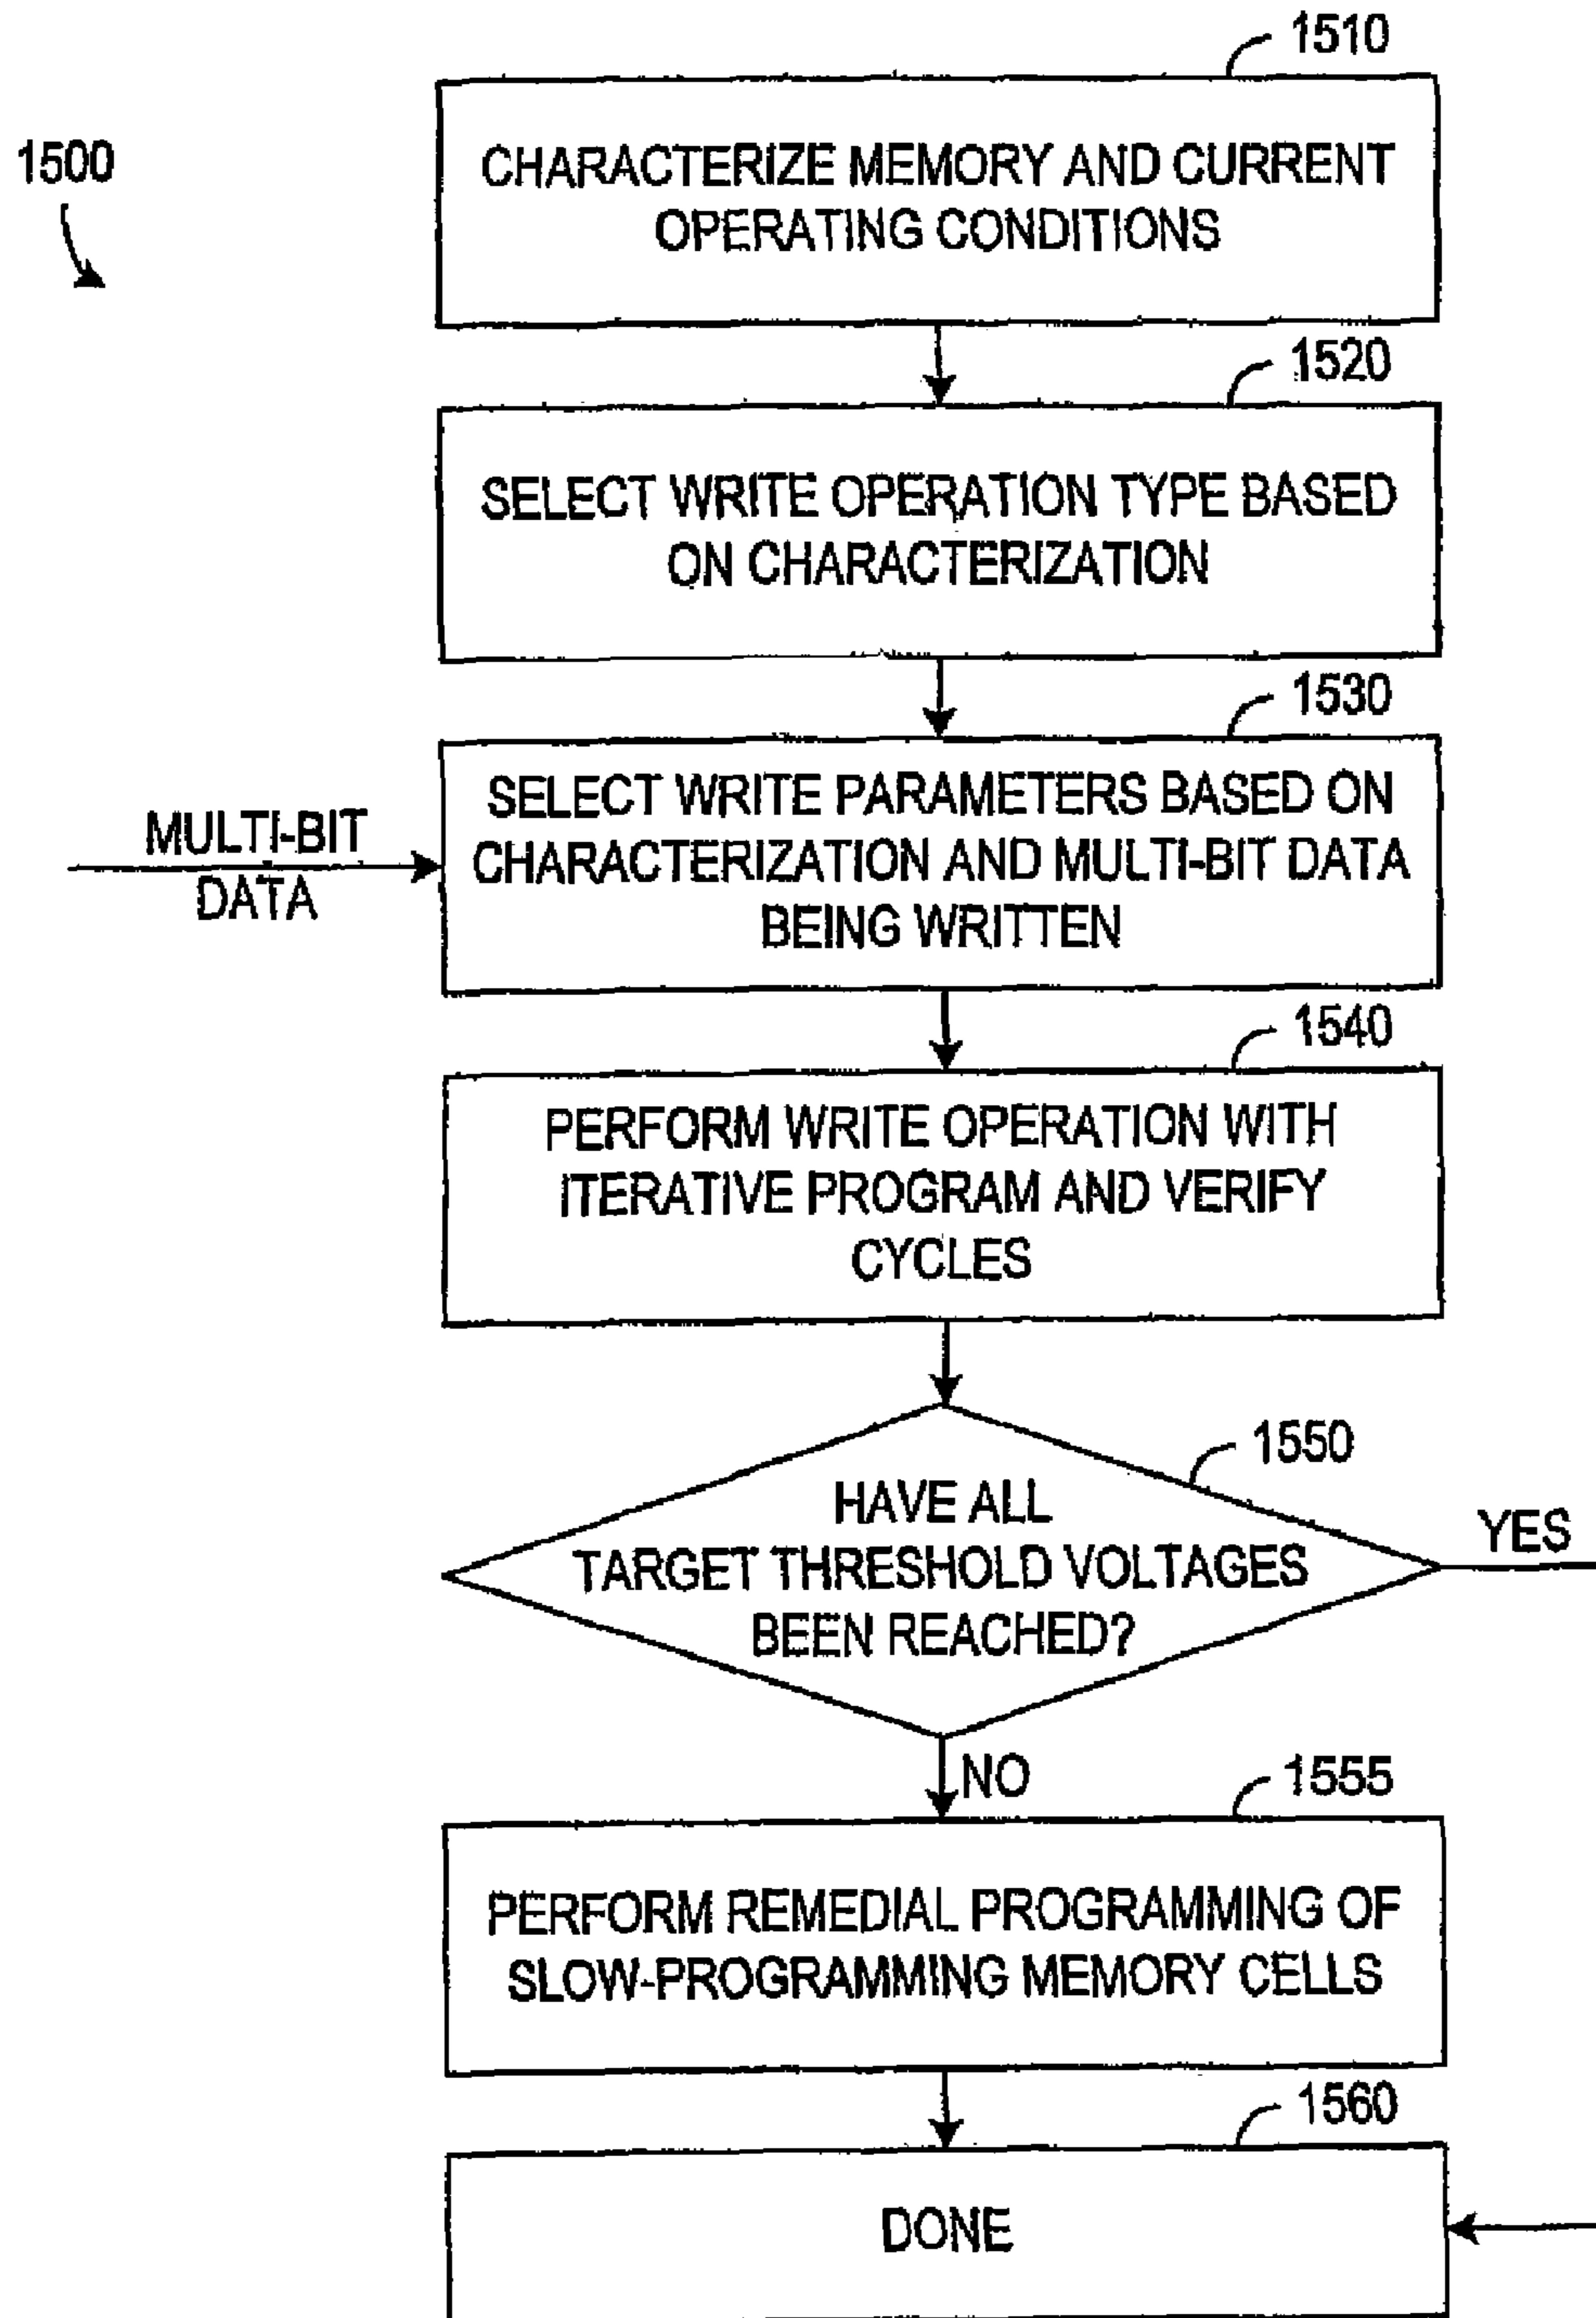 1500
1510
CHARACTERIZE MEMORY AND CURRENT
OPERATING CONDITIONS
1520
SELECT WRITE OPERATION TYPE BASED
ON CHARACTERIZATION
1530
MULTI-BIT
DATA
SELECT WRITE PARAMETERS BASED ON
CHARACTERIZATION AND MULTI-BIT DATA
BEING WRITTEN
1540
PERFORM WRITE OPERATION WITH
ITERATIVE PROGRAM AND VERIFY
CYCLES
1550
HAVE ALL
TARGET THRESHOLD VOLTAGES
BEEN REACHED?
YES
NO
1555
PERFORM REMEDIAL PROGRAMMING OF
SLOW-PROGRAMMING MEMORY CELLS
1560
DONE